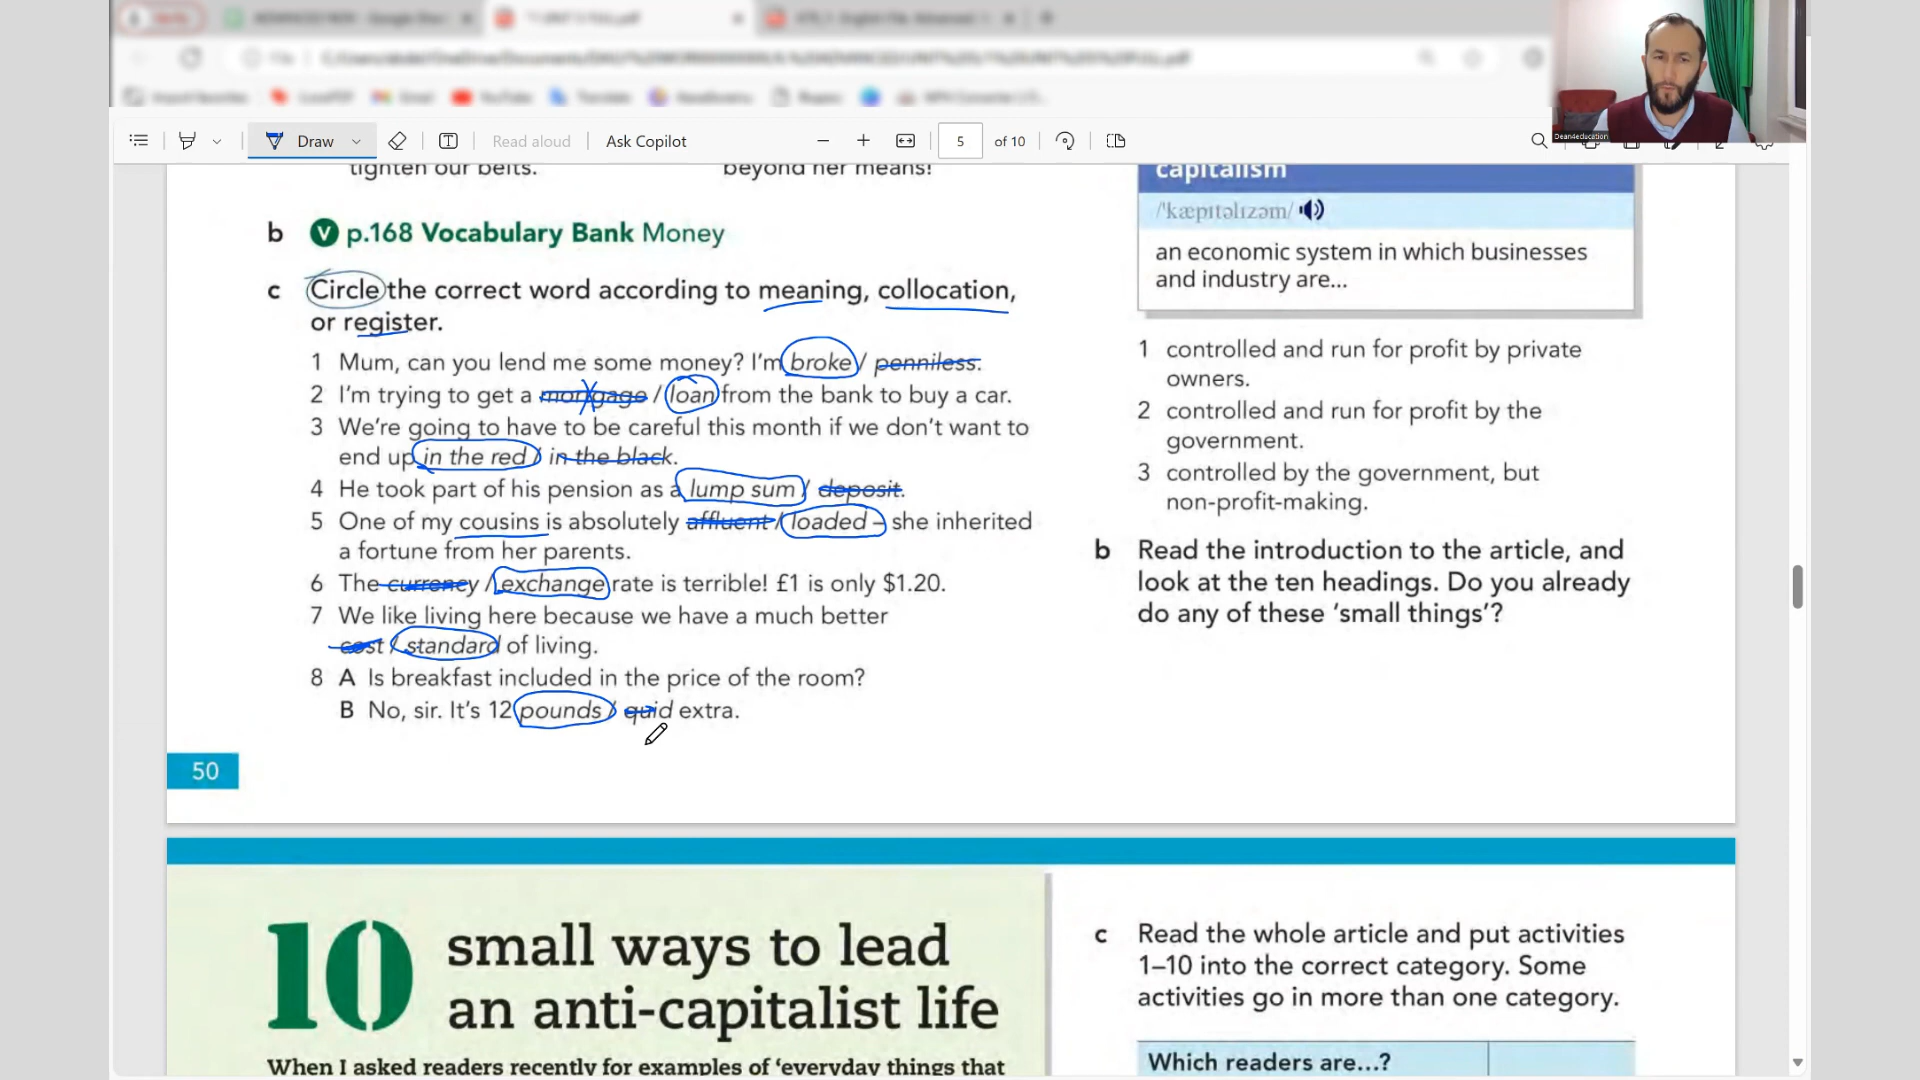 Draw
Read aloud
Ask Copilot
5
of 10
Dean4education
tighten our belts.
beyond her means!
b V p.168 Vocabulary Bank Money
c Circle the correct word according to meaning, collocation,
or register.
1 Mum, can you lend me some money? I'm broke / penniless.
2 I'm trying to get a mortgage / loan from the bank to buy a car.
3 We're going to have to be careful this month if we don't want to
end up in the red / in the black.
4 He took part of his pension as a lump sum / deposit.
5 One of my cousins is absolutely affluent / loaded – she inherited
a fortune from her parents.
6 The currency / exchange rate is terrible! £1 is only $1.20.
7 We like living here because we have a much better
cost / standard of living.
8 A Is breakfast included in the price of the room?
B No, sir. It's 12 pounds / quid extra.
50
capitalism
/ˈkæpɪtəlɪzəm/
an economic system in which businesses
and industry are...
1 controlled and run for profit by private
owners.
2 controlled and run for profit by the
government.
3 controlled by the government, but
non-profit-making.
b Read the introduction to the article, and
look at the ten headings. Do you already
do any of these 'small things'?
10 small ways to lead
an anti-capitalist life
When I asked readers recently for examples of 'everyday things that
c Read the whole article and put activities
1–10 into the correct category. Some
activities go in more than one category.
Which readers are...?